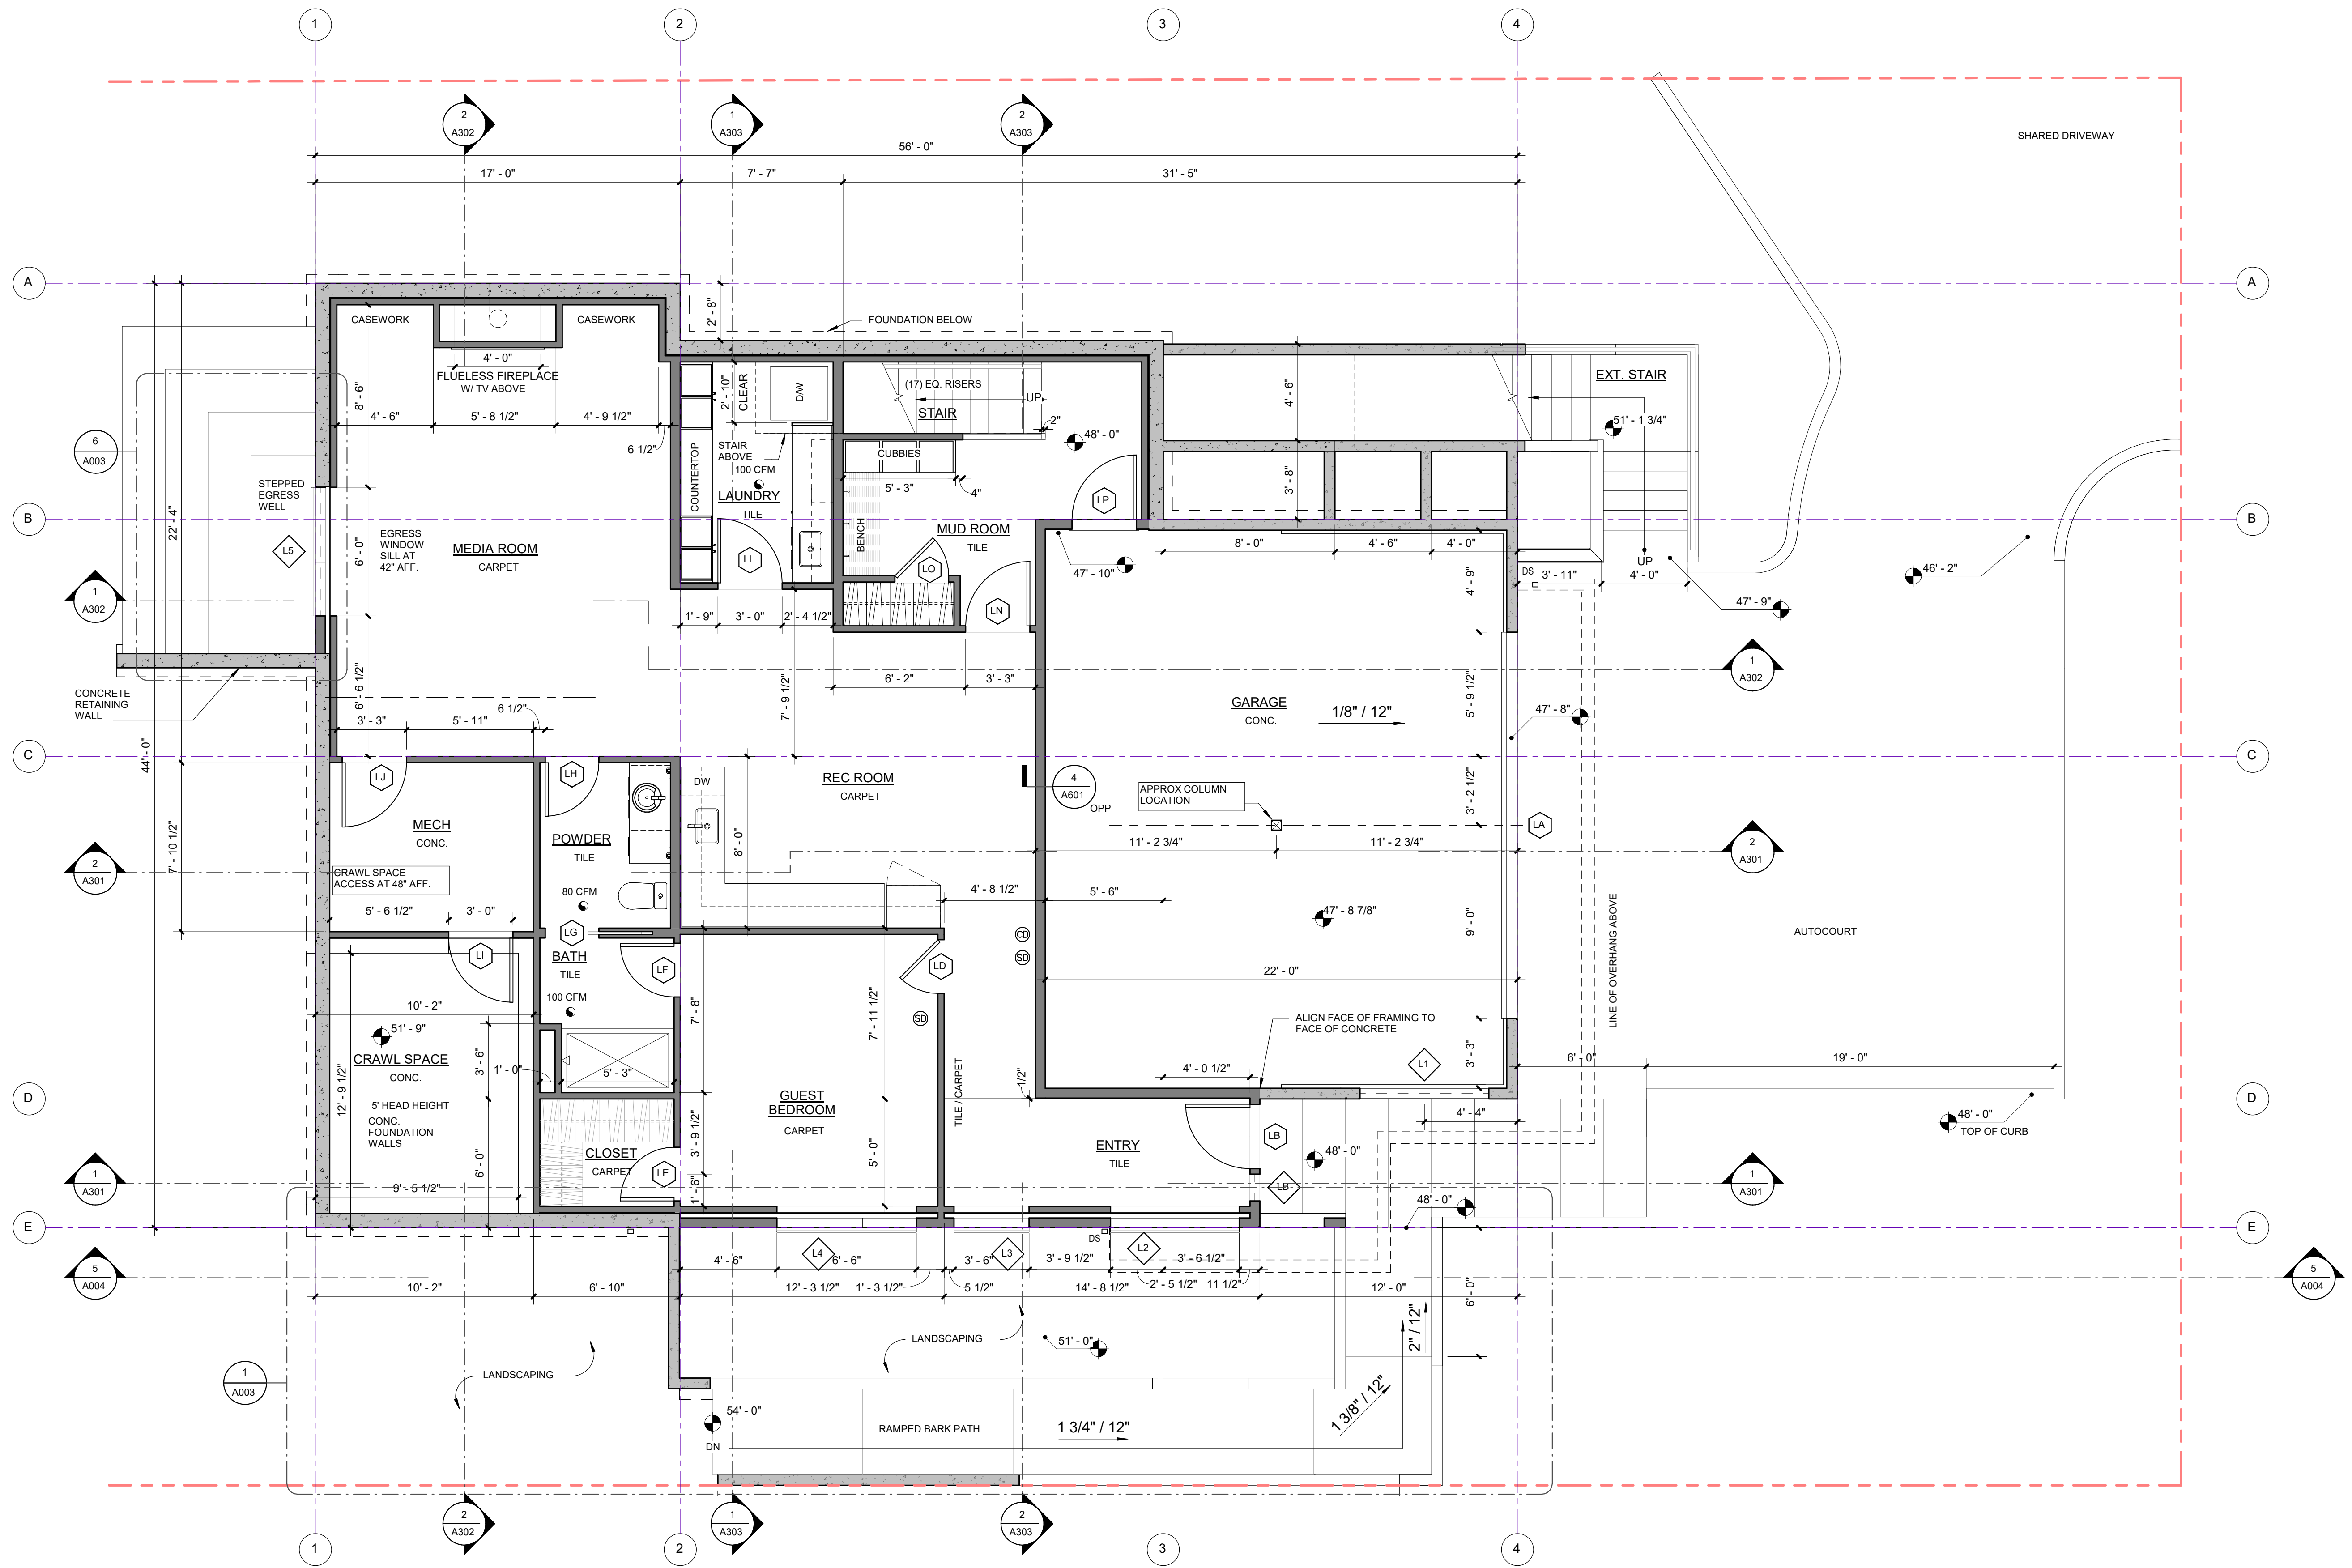 1
2
3
4
SHARED DRIVEWAY
2
A302
1
A303
2
A303
56' - 0"
17' - 0"
7' - 7"
31' - 5"
A
A
2' - 8"
CASEWORK
CASEWORK
FOUNDATION BELOW
4' - 0"
FLUELESS FIREPLACE
W/ TV ABOVE
8' - 6"
4' - 6"
5' - 8 1/2"
4' - 9 1/2"
6 1/2"
2' - 10"
CLEAR
D/W
(17) EQ. RISERS
UP
STAIR
2"
48' - 0"
4' - 6"
EXT. STAIR
51' - 1 3/4"
6
A003
STAIR
ABOVE
100 CFM
COUNTERTOP
LAUNDRY
TILE
CUBBIES
5' - 3"
4"
LP
3' - 8"
STEPPED
EGRESS
WELL
22' - 4"
B
B
L5
6' - 0"
EGRESS
WINDOW
SILL AT
42" AFF.
MEDIA ROOM
CARPET
LL
BENCH
MUD ROOM
TILE
LO
LN
47' - 10"
8' - 0"
4' - 6"
4' - 0"
4' - 9"
DS
3' - 11"
UP
4' - 0"
46' - 2"
47' - 9"
1
A302
1' - 9"
3' - 0"
2' - 4 1/2"
1
A302
6' - 2"
3' - 3"
7' - 9 1/2"
6' - 6 1/2"
CONCRETE
RETAINING
WALL
6 1/2"
3' - 3"
5' - 11"
GARAGE
CONC.
1/8" / 12"
5' - 9 1/2"
47' - 8"
44' - 0"
C
C
LJ
LH
DW
REC ROOM
CARPET
4
A601
OPP
APPROX COLUMN
LOCATION
3' - 2 1/2"
LA
MECH
CONC.
POWDER
TILE
8' - 0"
11' - 2 3/4"
11' - 2 3/4"
7' - 10 1/2"
2
A301
2
A301
CRAWL SPACE
ACCESS AT 48" AFF.
80 CFM
4' - 8 1/2"
5' - 6"
5' - 6 1/2"
3' - 0"
47' - 8 7/8"
9' - 0"
LINE OF OVERHANG ABOVE
AUTOCOURT
LG
CD
SD
LI
BATH
TILE
LF
LD
22' - 0"
100 CFM
10' - 2"
7' - 8"
7' - 11 1/2"
SD
51' - 9"
ALIGN FACE OF FRAMING TO
FACE OF CONCRETE
CRAWL SPACE
CONC.
3' - 6"
1' - 0"
5' - 3"
12' - 9 1/2"
TILE / CARPET
1/2"
4' - 0 1/2"
L1
3' - 3"
6' - 0"
19' - 0"
D
D
5' HEAD HEIGHT
CONC.
FOUNDATION
WALLS
GUEST
BEDROOM
CARPET
4' - 4"
48' - 0"
TOP OF CURB
3' - 9 1/2"
5' - 0"
6' - 0"
CLOSET
CARPET
LE
ENTRY
TILE
LB
48' - 0"
LB
1
A301
1
A301
9' - 5 1/2"
1' - 6"
48' - 0"
E
E
DS
L4
L3
L2
4' - 6"
6' - 6"
3' - 6"
3' - 9 1/2"
3' - 6 1/2"
5
A004
5
A004
10' - 2"
6' - 10"
12' - 3 1/2"
1' - 3 1/2"
5 1/2"
14' - 8 1/2"
2' - 5 1/2"
11 1/2"
12' - 0"
6' - 0"
2" / 12"
LANDSCAPING
51' - 0"
1
A003
LANDSCAPING
1 3/8" / 12"
54' - 0"
DN
RAMPED BARK PATH
1 3/4" / 12"
2
A302
1
A303
2
A303
1
2
3
4